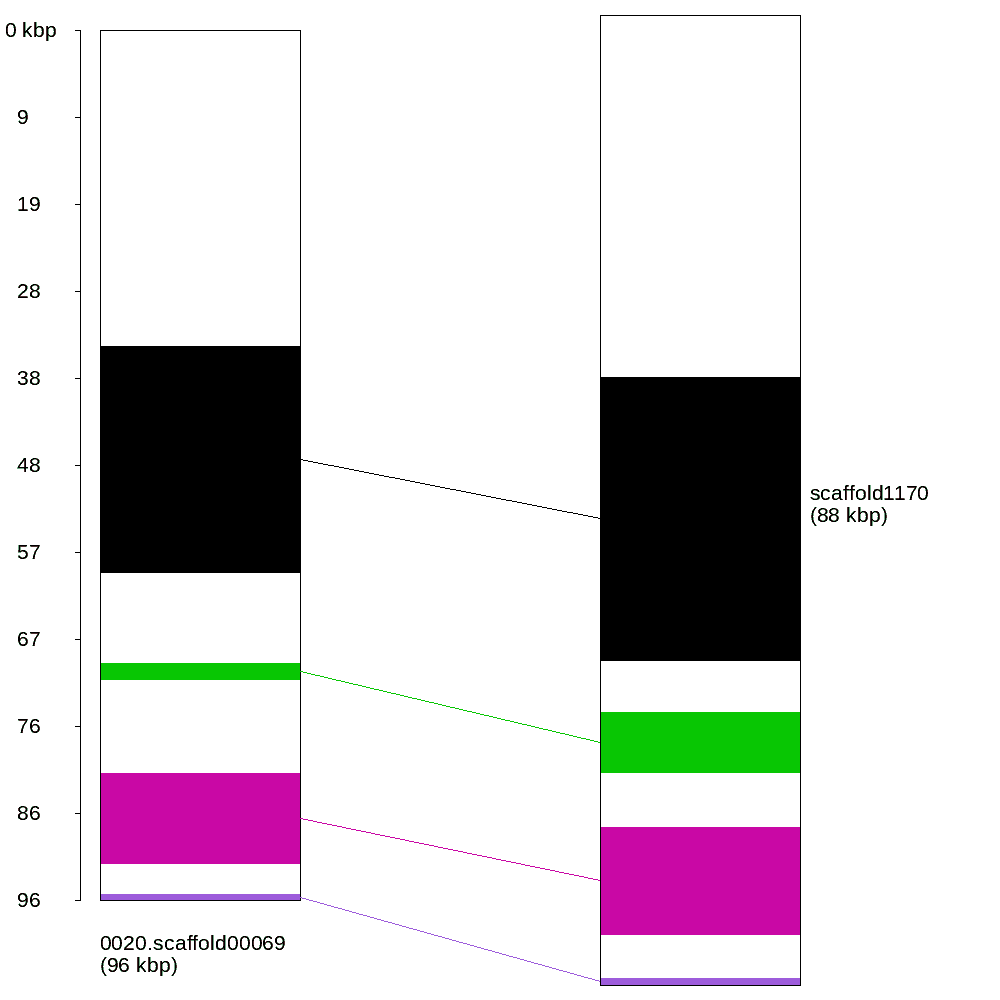 0 kbp
9
19
28
38
48
57
67
76
86
96
scaffold1170
(88 kbp)
0020.scaffold00069
(96 kbp)